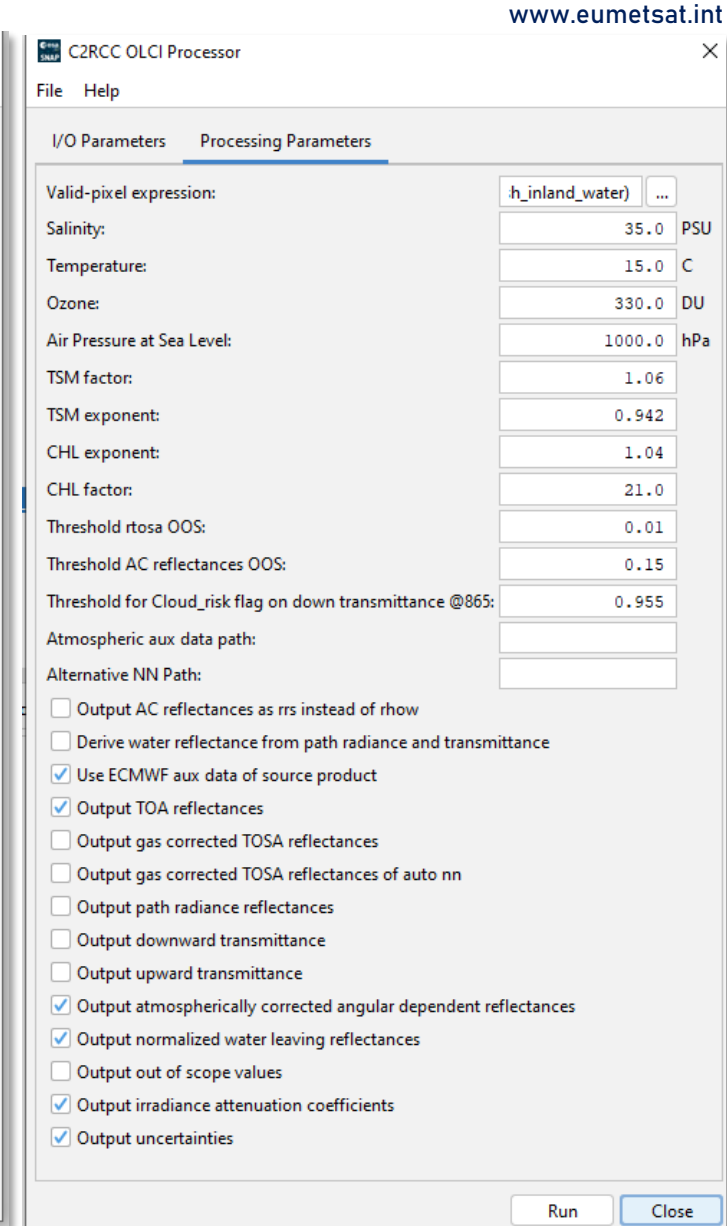 www.eumetsat.int
esa SNAP C2RCC OLCI Processor
File Help
I/O Parameters Processing Parameters
Valid-pixel expression: h_inland_water) ...
Salinity: 35.0 PSU
Temperature: 15.0 C
Ozone: 330.0 DU
Air Pressure at Sea Level: 1000.0 hPa
TSM factor: 1.06
TSM exponent: 0.942
CHL exponent: 1.04
CHL factor: 21.0
Threshold rtosa OOS: 0.01
Threshold AC reflectances OOS: 0.15
Threshold for Cloud_risk flag on down transmittance @865: 0.955
Atmospheric aux data path:
Alternative NN Path:
Output AC reflectances as rrs instead of rhow
Derive water reflectance from path radiance and transmittance
Use ECMWF aux data of source product
Output TOA reflectances
Output gas corrected TOSA reflectances
Output gas corrected TOSA reflectances of auto nn
Output path radiance reflectances
Output downward transmittance
Output upward transmittance
Output atmospherically corrected angular dependent reflectances
Output normalized water leaving reflectances
Output out of scope values
Output irradiance attenuation coefficients
Output uncertainties
Run Close